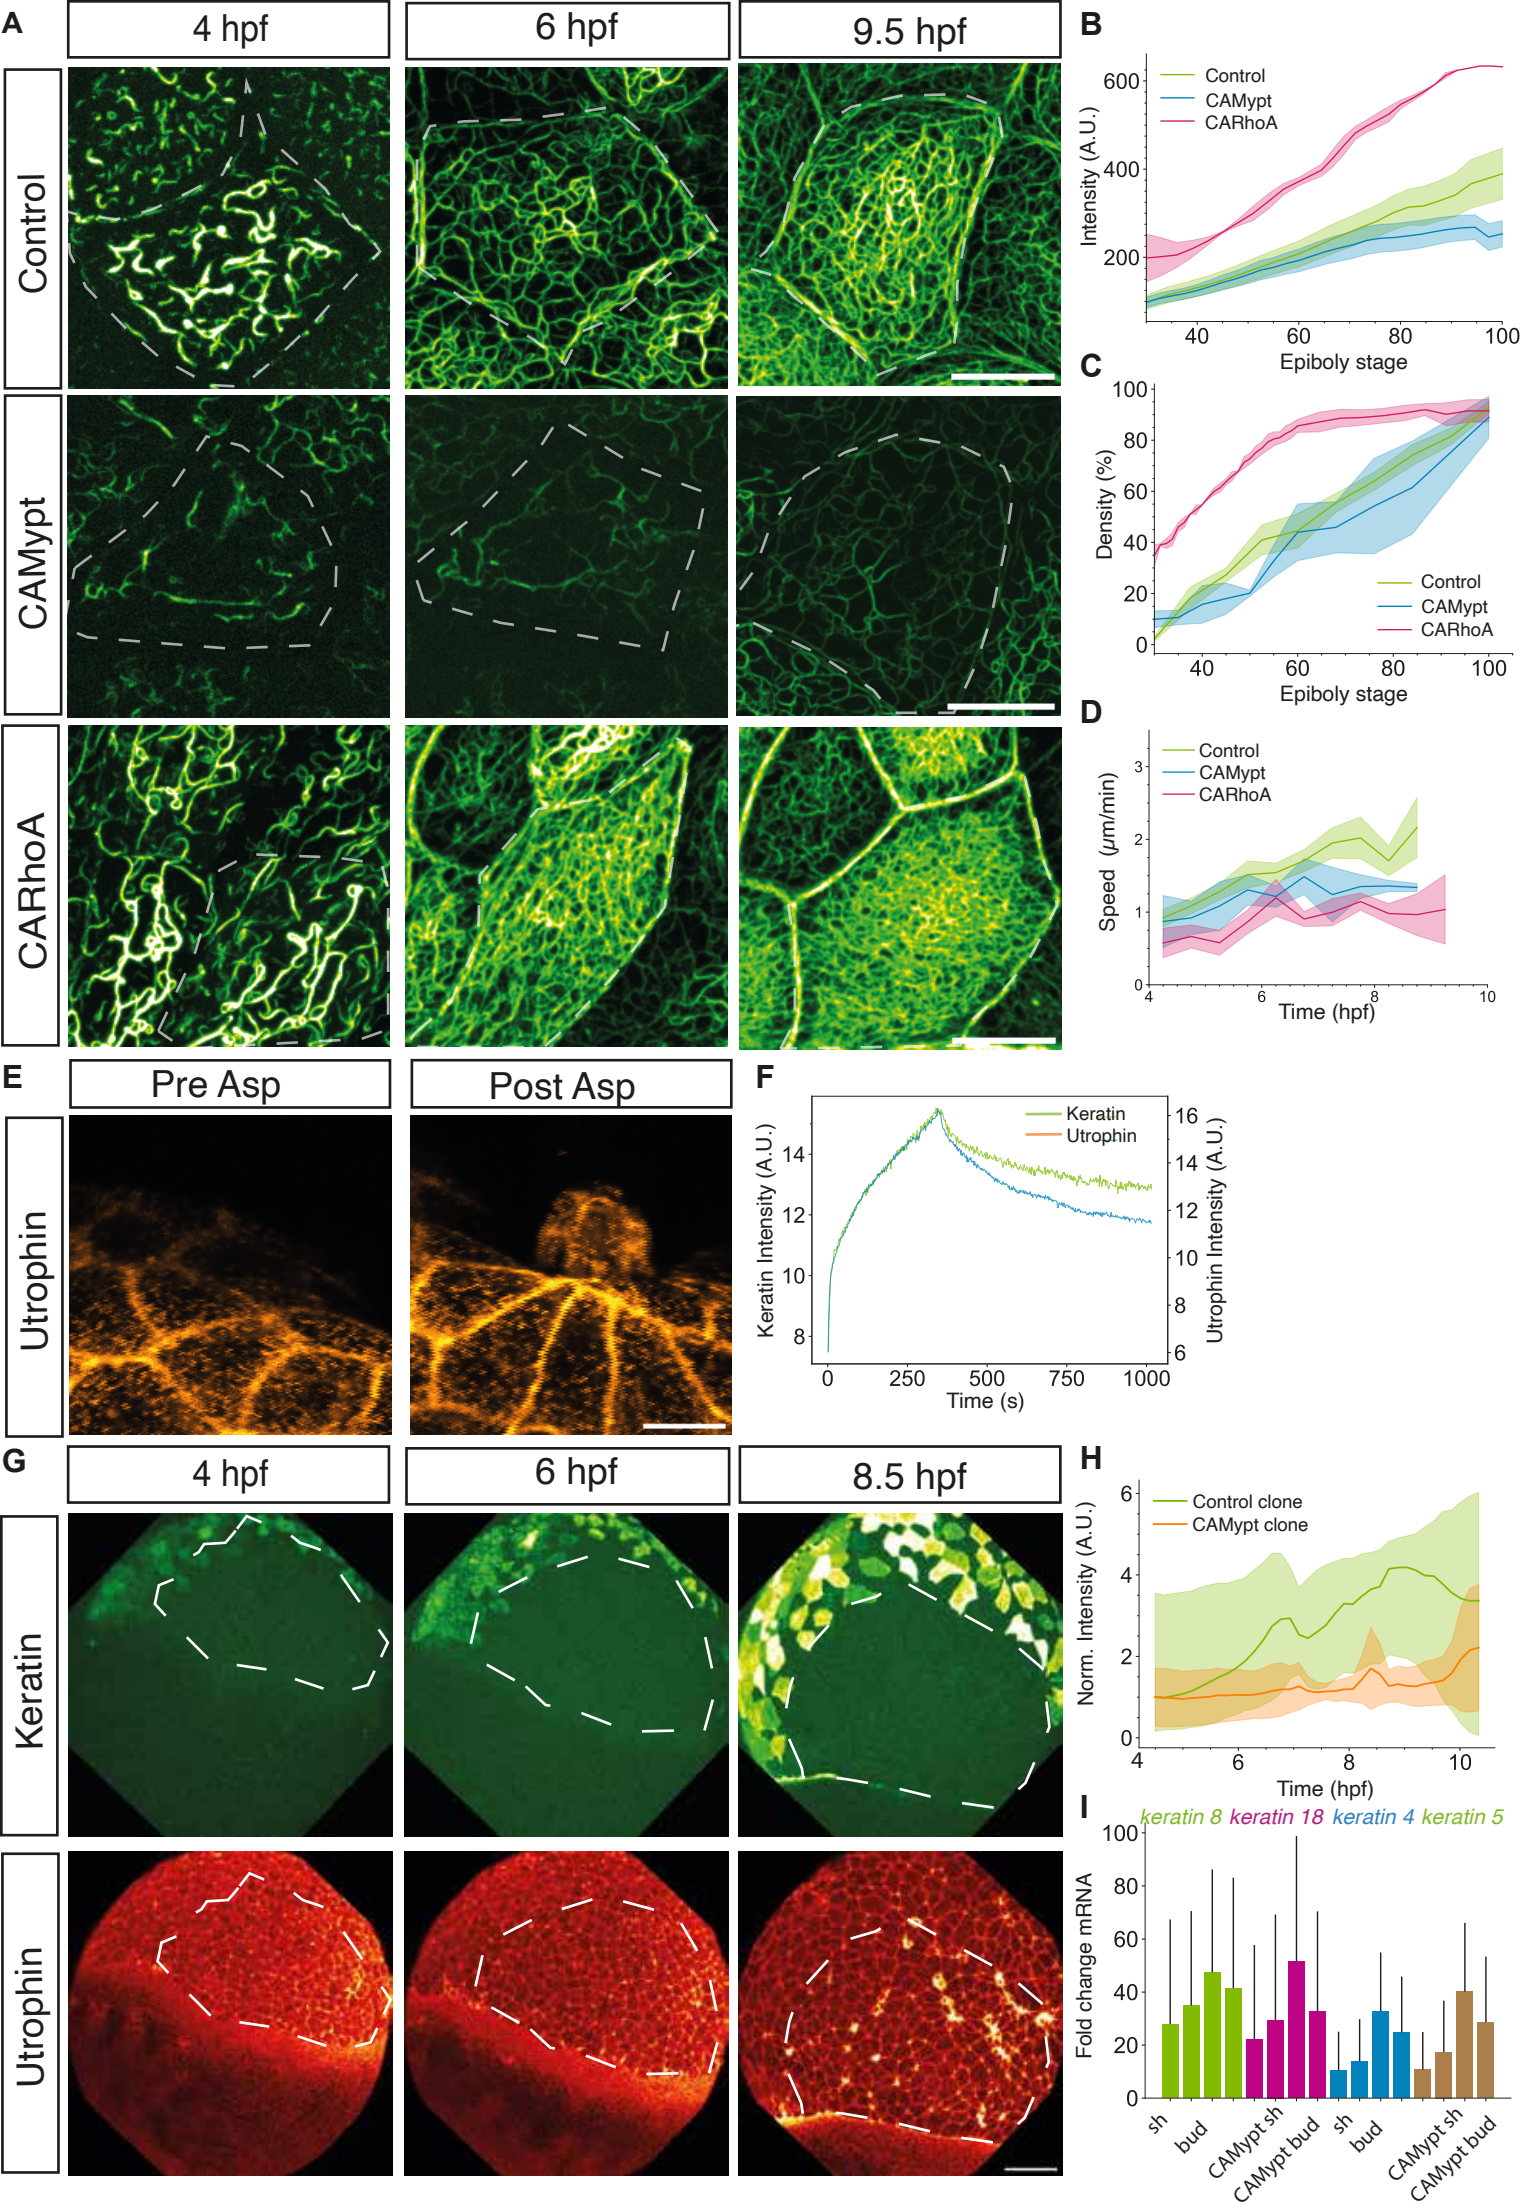 A
4 hpf
6 hpf
9.5 hpf
Control
CAMypt
CARhoA
B
Intensity (A.U.)
600
400
200
Control
CAMypt
CARhoA
40
60
80
100
Epiboly stage
C
Density (%)
100
80
60
40
20
0
Control
CAMypt
CARhoA
40
60
80
100
Epiboly stage
D
Speed (µm/min)
3
2
1
0
Control
CAMypt
CARhoA
4
6
8
10
Time (hpf)
E
Pre Asp
Post Asp
Utrophin
F
Keratin Intensity (A.U.)
14
12
10
8
Keratin
Utrophin
16
14
12
10
8
6
Utrophin Intensity (A.U.)
0
250
500
750
1000
Time (s)
G
4 hpf
6 hpf
8.5 hpf
Keratin
Utrophin
H
Norm. Intensity (A.U.)
6
4
2
0
Control clone
CAMypt clone
4
6
8
10
Time (hpf)
I
keratin 8 keratin 18 keratin 4 keratin 5
Fold change mRNA
100
80
60
40
20
0
sh
bud
CAMypt sh
CAMypt bud
sh
bud
CAMypt sh
CAMypt bud